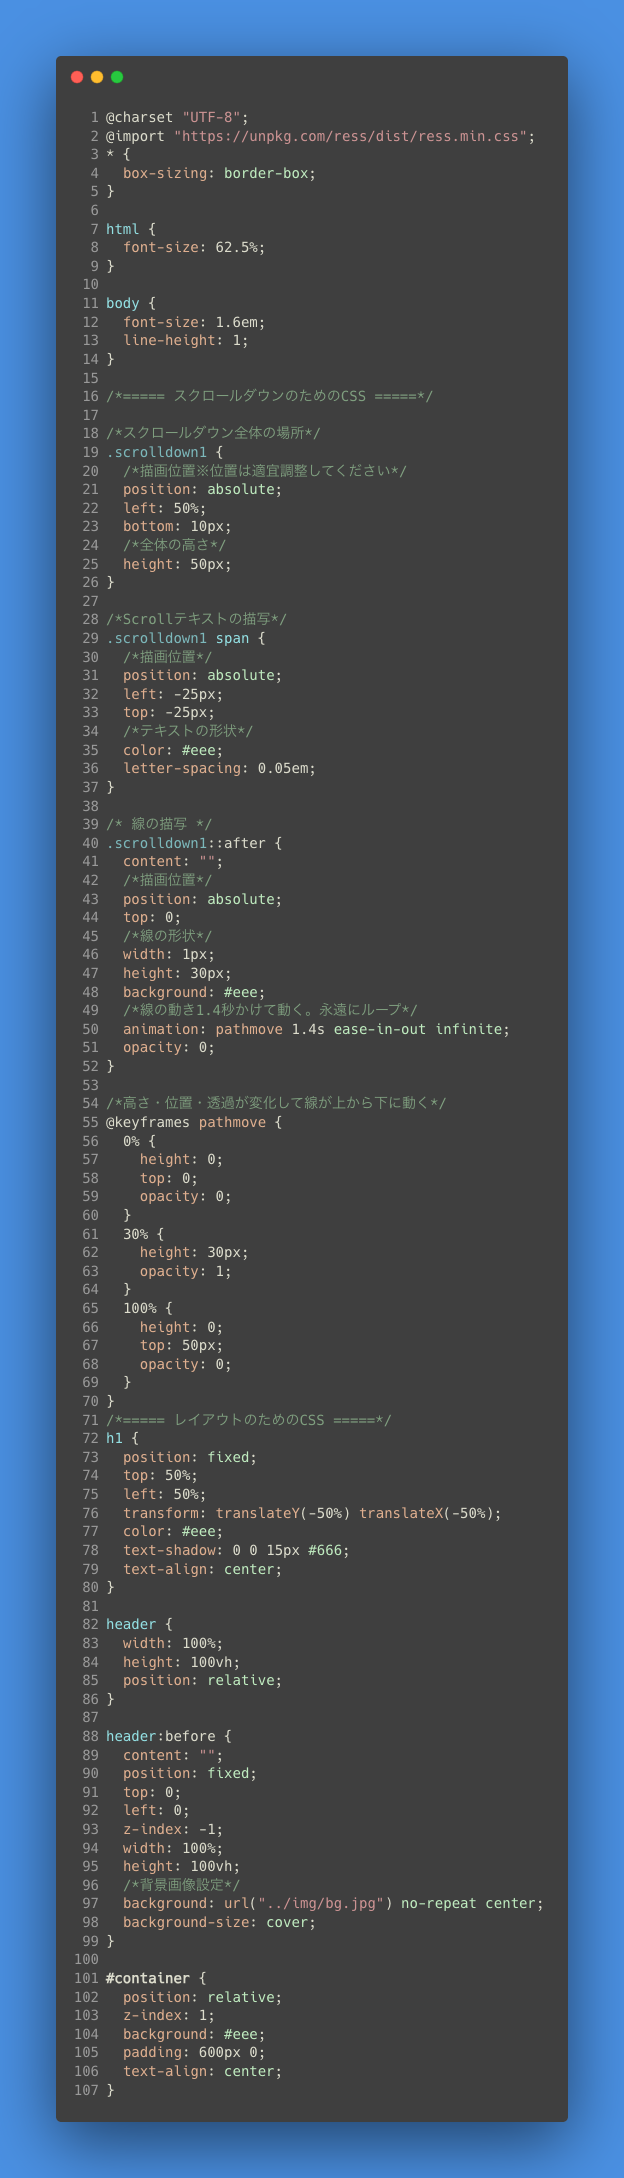 1 @charset "UTF-8";
2 @import "https://unpkg.com/ress/dist/ress.min.css";
3 * {
4   box-sizing: border-box;
5 }
6
7 html {
8   font-size: 62.5%;
9 }
10
11 body {
12   font-size: 1.6em;
13   line-height: 1;
14 }
15
16 /*===== スクロールダウンのためのCSS =====*/
17
18 /*スクロールダウン全体の場所*/
19 .scrolldown1 {
20   /*描画位置※位置は適宜調整してください*/
21   position: absolute;
22   left: 50%;
23   bottom: 10px;
24   /*全体の高さ*/
25   height: 50px;
26 }
27
28 /*Scrollテキストの描写*/
29 .scrolldown1 span {
30   /*描画位置*/
31   position: absolute;
32   left: -25px;
33   top: -25px;
34   /*テキストの形状*/
35   color: #eee;
36   letter-spacing: 0.05em;
37 }
38
39 /* 線の描写 */
40 .scrolldown1::after {
41   content: "";
42   /*描画位置*/
43   position: absolute;
44   top: 0;
45   /*線の形状*/
46   width: 1px;
47   height: 30px;
48   background: #eee;
49   /*線の動き1.4秒かけて動く。永遠にループ*/
50   animation: pathmove 1.4s ease-in-out infinite;
51   opacity: 0;
52 }
53
54 /*高さ・位置・透過が変化して線が上から下に動く*/
55 @keyframes pathmove {
56   0% {
57     height: 0;
58     top: 0;
59     opacity: 0;
60   }
61   30% {
62     height: 30px;
63     opacity: 1;
64   }
65   100% {
66     height: 0;
67     top: 50px;
68     opacity: 0;
69   }
70 }
71 /*===== レイアウトのためのCSS =====*/
72 h1 {
73   position: fixed;
74   top: 50%;
75   left: 50%;
76   transform: translateY(-50%) translateX(-50%);
77   color: #eee;
78   text-shadow: 0 0 15px #666;
79   text-align: center;
80 }
81
82 header {
83   width: 100%;
84   height: 100vh;
85   position: relative;
86 }
87
88 header:before {
89   content: "";
90   position: fixed;
91   top: 0;
92   left: 0;
93   z-index: -1;
94   width: 100%;
95   height: 100vh;
96   /*背景画像設定*/
97   background: url("../img/bg.jpg") no-repeat center;
98   background-size: cover;
99 }
100
101 #container {
102   position: relative;
103   z-index: 1;
104   background: #eee;
105   padding: 600px 0;
106   text-align: center;
107 }